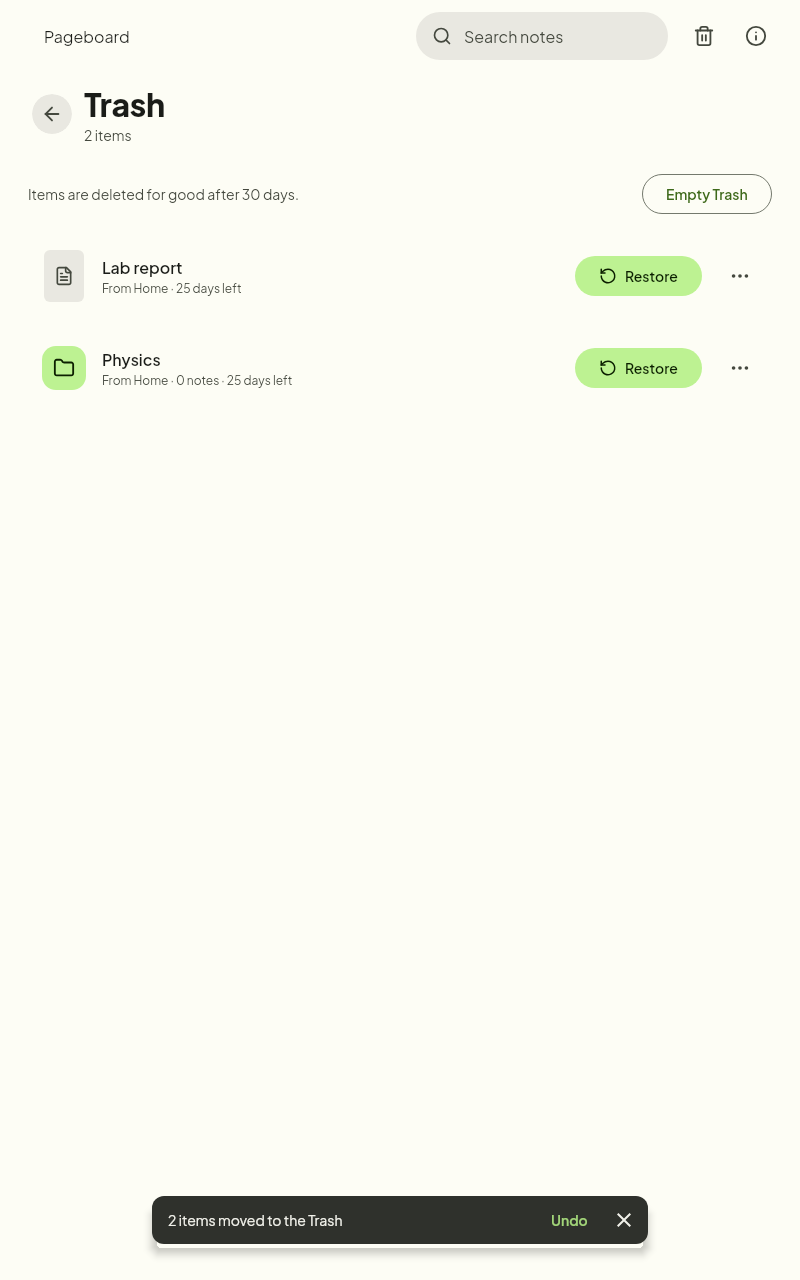 Pageboard
Search notes
Trash
2 items
Items are deleted for good after 30 days.
Empty Trash
Lab report
From Home · 25 days left
Restore
Physics
From Home · 0 notes · 25 days left
Restore
2 items moved to the Trash
Undo